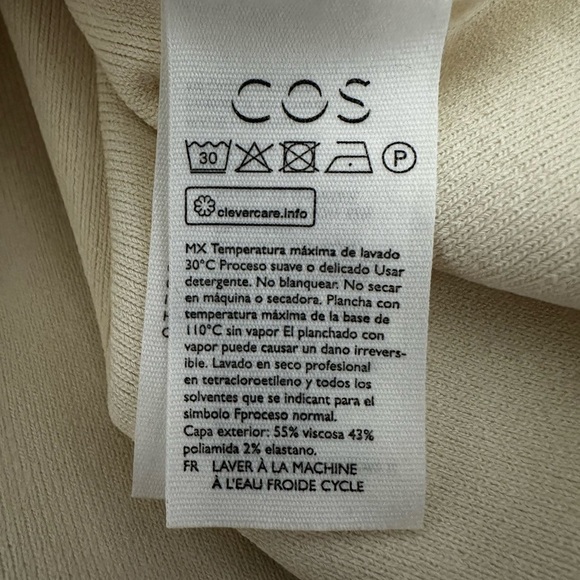 COS
30
P
clevercare.info
MX Temperatura máxima de lavado
30°C Proceso suave o delicado Usar
detergente. No blanquear. No secar
en máquina o secadora. Plancha con
temperatura máxima de la base de
110°C sin vapor El planchado con
vapor puede causar un dano irrevers-
ible. Lavado en seco profesional
en tetracloroetileno y todos los
solventes que se indicant para el
simbolo Fproceso normal.
Capa exterior: 55% viscosa 43%
poliamida 2% elastano.
FR LAVER À LA MACHINE
À L'EAU FROIDE CYCLE